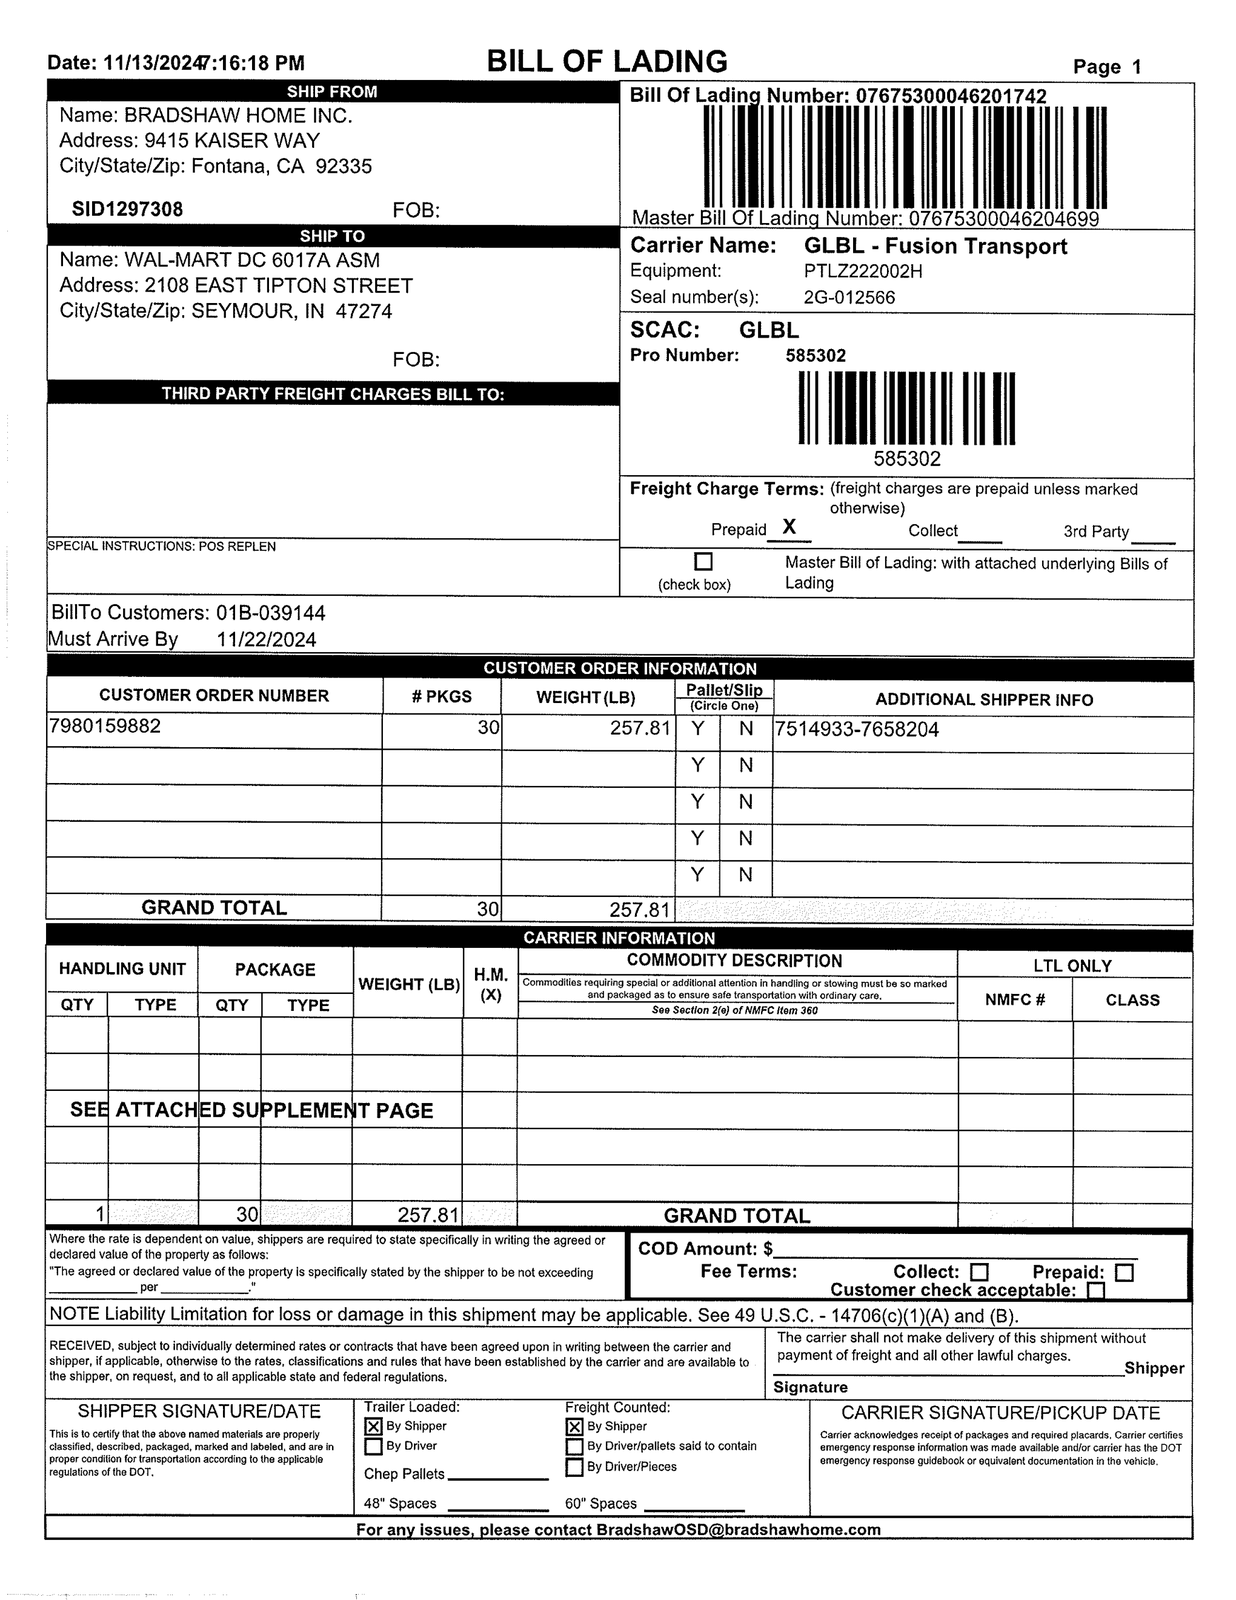 Date: 11/13/20247:16:18 PM
BILL OF LADING
Page 1
SHIP FROM
Name: BRADSHAW HOME INC.
Address: 9415 KAISER WAY
City/State/Zip: Fontana, CA 92335
SID1297308 FOB:
Bill Of Lading Number: 07675300046201742
Master Bill Of Lading Number: 07675300046204699
SHIP TO
Name: WAL-MART DC 6017A ASM
Address: 2108 EAST TIPTON STREET
City/State/Zip: SEYMOUR, IN 47274
FOB:
Carrier Name: GLBL - Fusion Transport
Equipment: PTLZ222002H
Seal number(s): 2G-012566
SCAC: GLBL
Pro Number: 585302
585302
THIRD PARTY FREIGHT CHARGES BILL TO:
Freight Charge Terms: (freight charges are prepaid unless marked
otherwise)
Prepaid X Collect 3rd Party
SPECIAL INSTRUCTIONS: POS REPLEN
Master Bill of Lading: with attached underlying Bills of
(check box) Lading
BillTo Customers: 01B-039144
Must Arrive By 11/22/2024
CUSTOMER ORDER INFORMATION
CUSTOMER ORDER NUMBER # PKGS WEIGHT(LB) Pallet/Slip (Circle One) ADDITIONAL SHIPPER INFO
7980159882 30 257.81 Y N 7514933-7658204
Y N
Y N
Y N
Y N
GRAND TOTAL 30 257.81
CARRIER INFORMATION
HANDLING UNIT PACKAGE WEIGHT (LB) H.M. (X) COMMODITY DESCRIPTION LTL ONLY
Commodities requiring special or additional attention in handling or stowing must be so marked
and packaged as to ensure safe transportation with ordinary care.
See Section 2(e) of NMFC Item 360
QTY TYPE QTY TYPE NMFC # CLASS
SEE ATTACHED SUPPLEMENT PAGE
1 30 257.81 GRAND TOTAL
Where the rate is dependent on value, shippers are required to state specifically in writing the agreed or
declared value of the property as follows:
"The agreed or declared value of the property is specifically stated by the shipper to be not exceeding
per ."
COD Amount: $
Fee Terms: Collect: Prepaid:
Customer check acceptable:
NOTE Liability Limitation for loss or damage in this shipment may be applicable. See 49 U.S.C. - 14706(c)(1)(A) and (B).
RECEIVED, subject to individually determined rates or contracts that have been agreed upon in writing between the carrier and
shipper, if applicable, otherwise to the rates, classifications and rules that have been established by the carrier and are available to
the shipper, on request, and to all applicable state and federal regulations.
The carrier shall not make delivery of this shipment without
payment of freight and all other lawful charges.
Shipper
Signature
SHIPPER SIGNATURE/DATE
This is to certify that the above named materials are properly
classified, described, packaged, marked and labeled, and are in
proper condition for transportation according to the applicable
regulations of the DOT.
Trailer Loaded:
X By Shipper
By Driver
Chep Pallets
48" Spaces
Freight Counted:
X By Shipper
By Driver/pallets said to contain
By Driver/Pieces
60" Spaces
CARRIER SIGNATURE/PICKUP DATE
Carrier acknowledges receipt of packages and required placards. Carrier certifies
emergency response information was made available and/or carrier has the DOT
emergency response guidebook or equivalent documentation in the vehicle.
For any issues, please contact BradshawOSD@bradshawhome.com